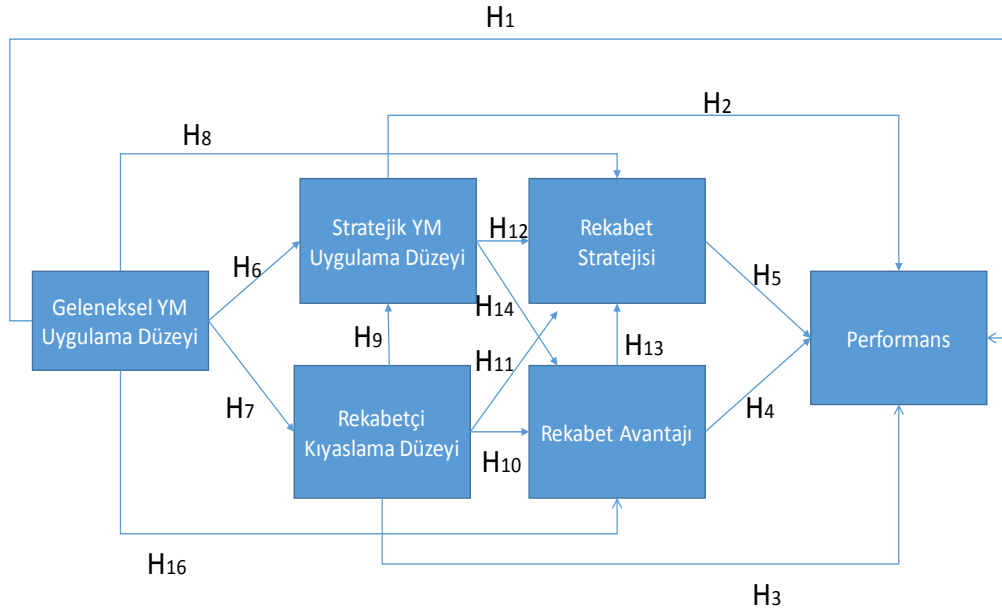 H1
H2
H8
Stratejik YM
Uygulama Düzeyi
H12
Rekabet
Stratejisi
H6
H5
Geleneksel YM
Uygulama Düzeyi
H14
Performans
H9
H11
H13
H7
Rekabetçi
Kıyaslama Düzeyi
H10
Rekabet Avantajı
H4
H16
H3